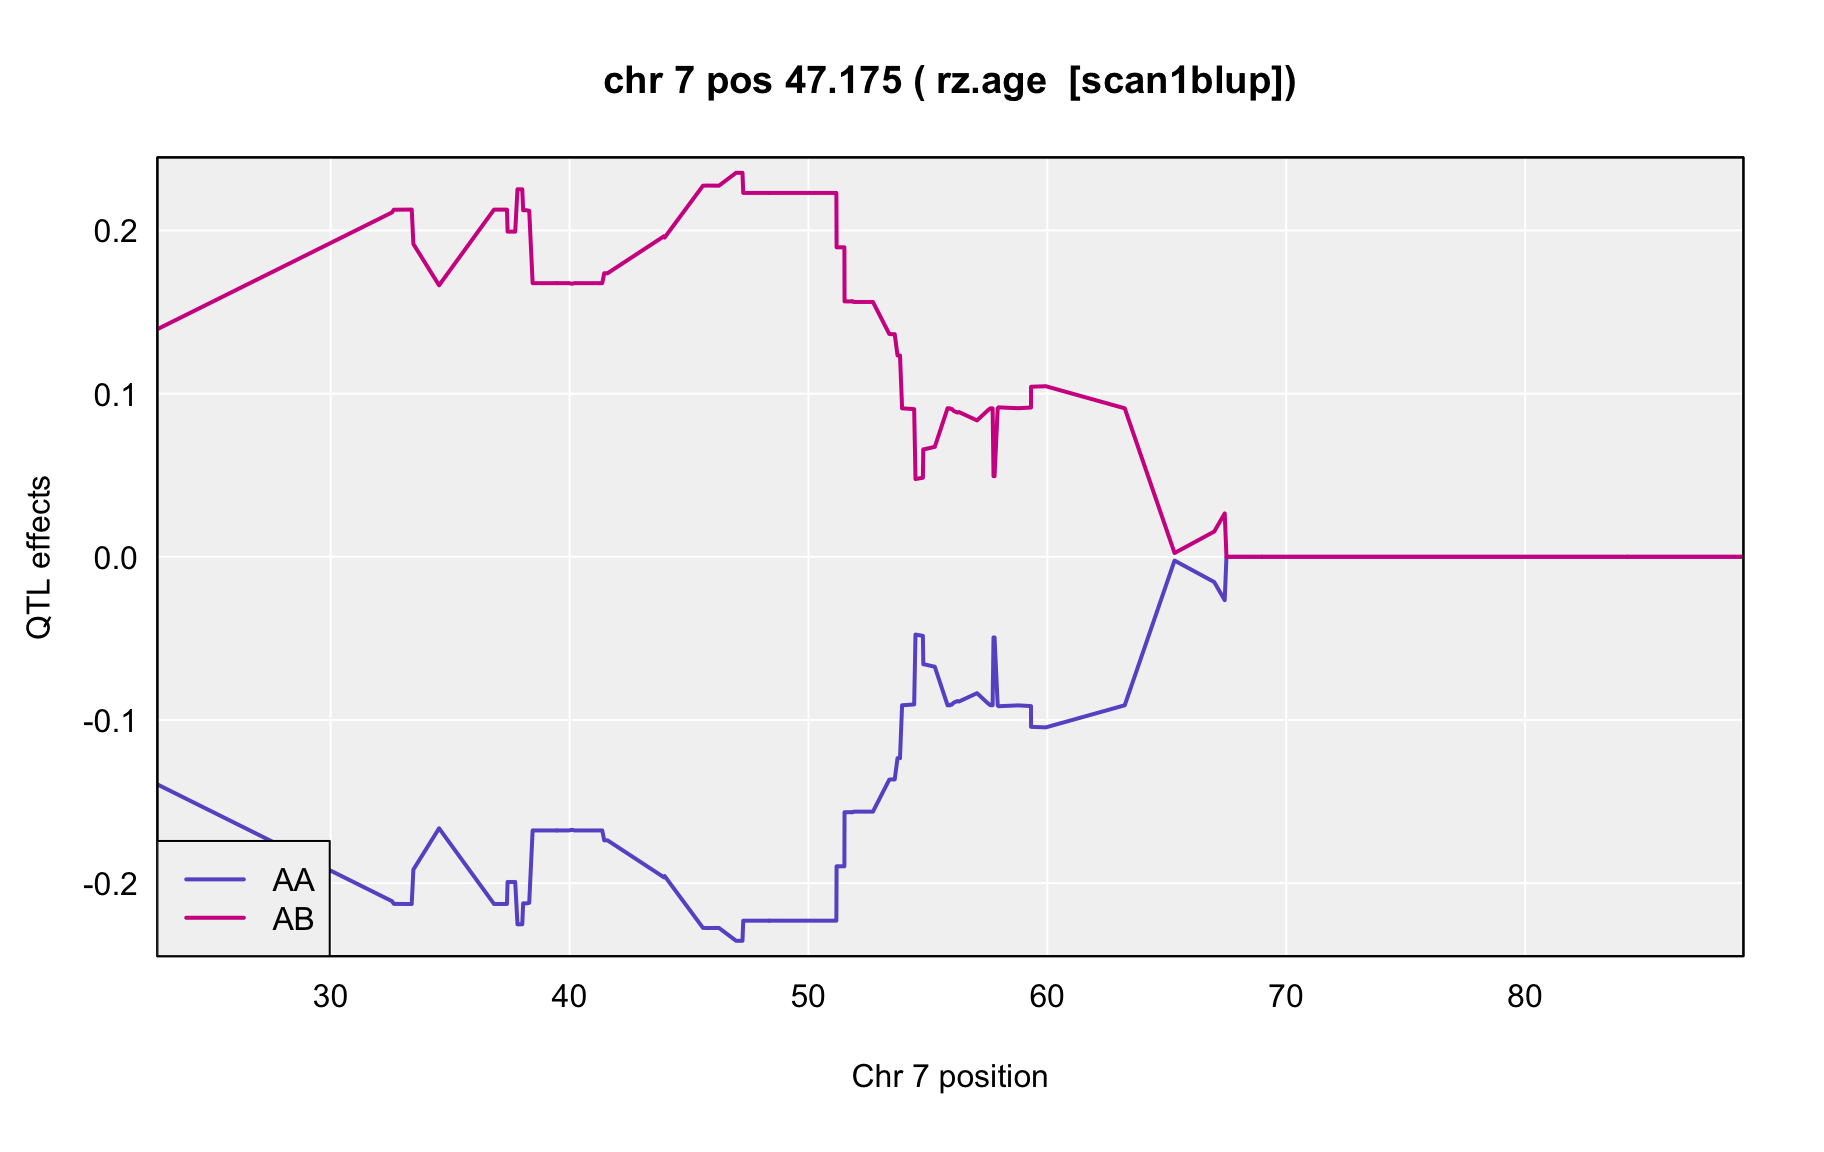 chr 7 pos 47.175 ( rz.age  [scan1blup])
QTL effects
0.2
0.1
0.0
-0.1
-0.2
AA
AB
30 40 50 60 70 80
Chr 7 position